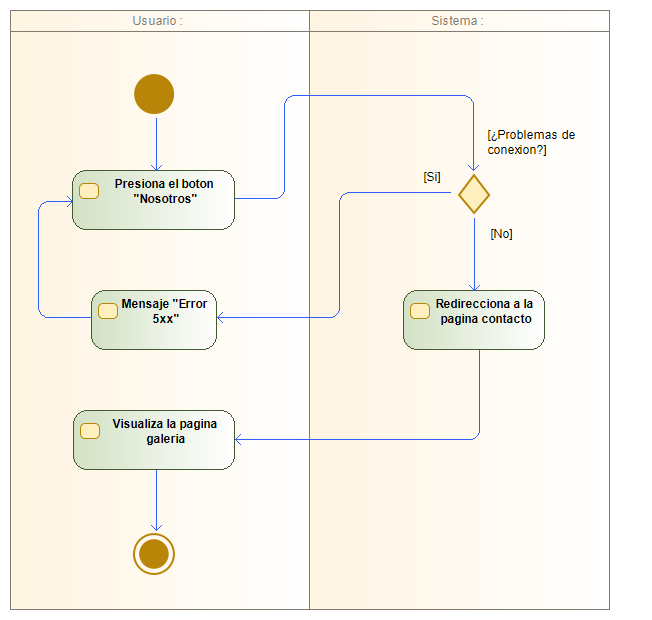 Usuario :
Sistema :
[¿Problemas de
conexion?]
Presiona el boton
"Nosotros"
[Si]
[No]
Mensaje "Error
5xx"
Redirecciona a la
pagina contacto
Visualiza la pagina
galeria